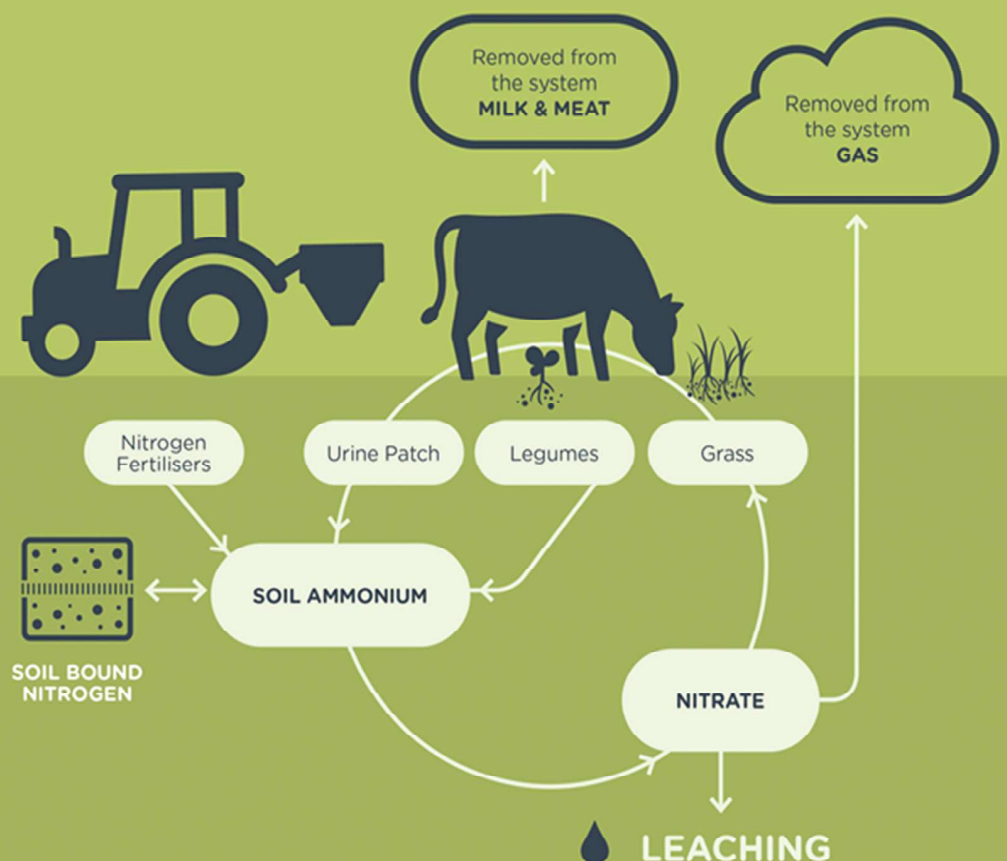 Removed from
the system
MILK & MEAT
Removed from
the system
GAS
Nitrogen
Fertilisers
Urine Patch
Legumes
Grass
SOIL AMMONIUM
SOIL BOUND
NITROGEN
NITRATE
LEACHING